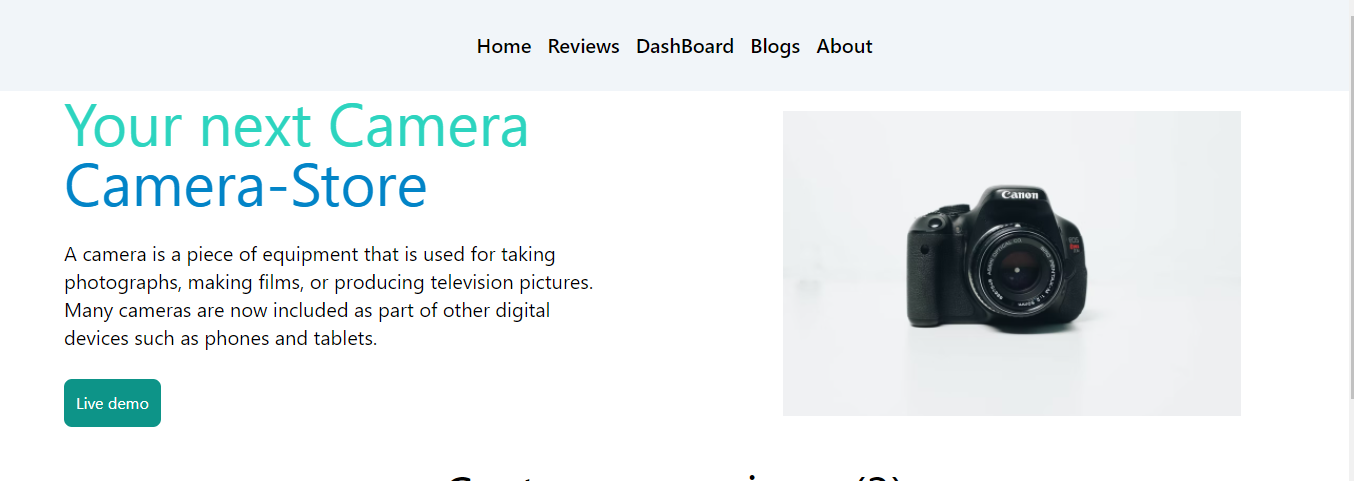 Home Reviews DashBoard Blogs About
Your next Camera
Camera-Store
A camera is a piece of equipment that is used for taking
photographs, making films, or producing television pictures.
Many cameras are now included as part of other digital
devices such as phones and tablets.
Live demo
Canon